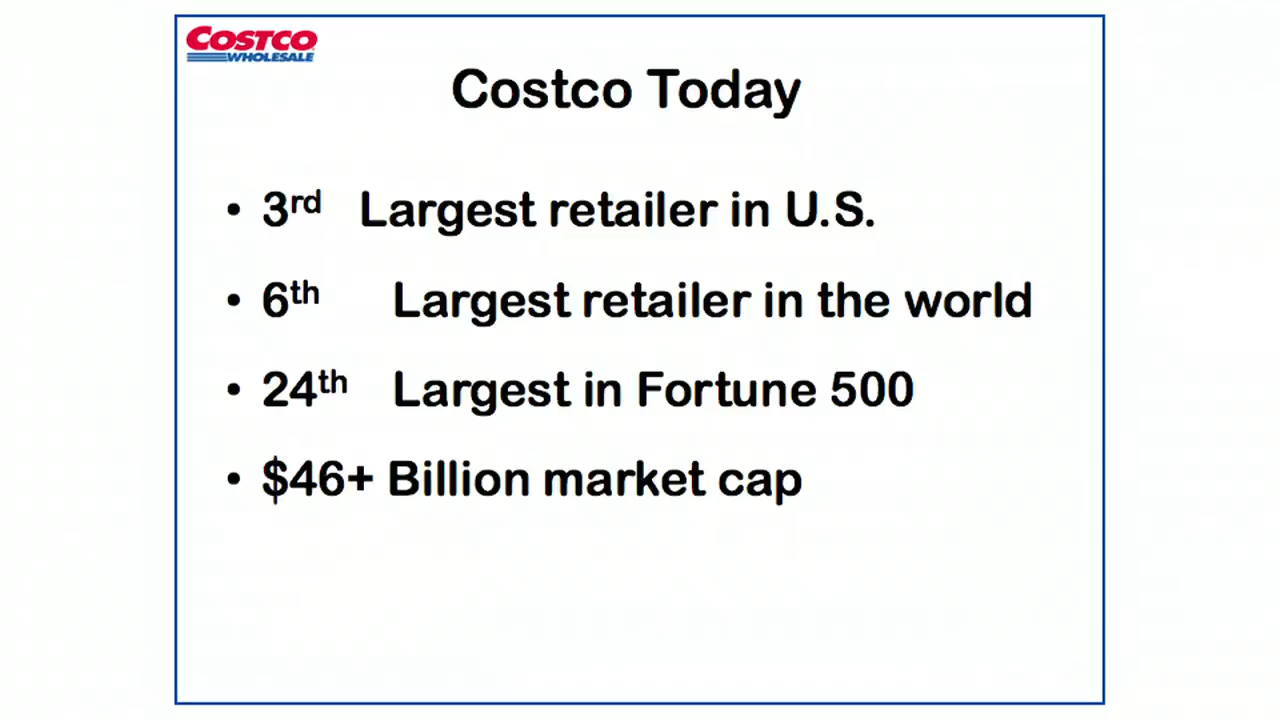 COSTCO
WHOLESALE
Costco Today
• 3rd Largest retailer in U.S.
• 6th Largest retailer in the world
• 24th Largest in Fortune 500
• $46+ Billion market cap